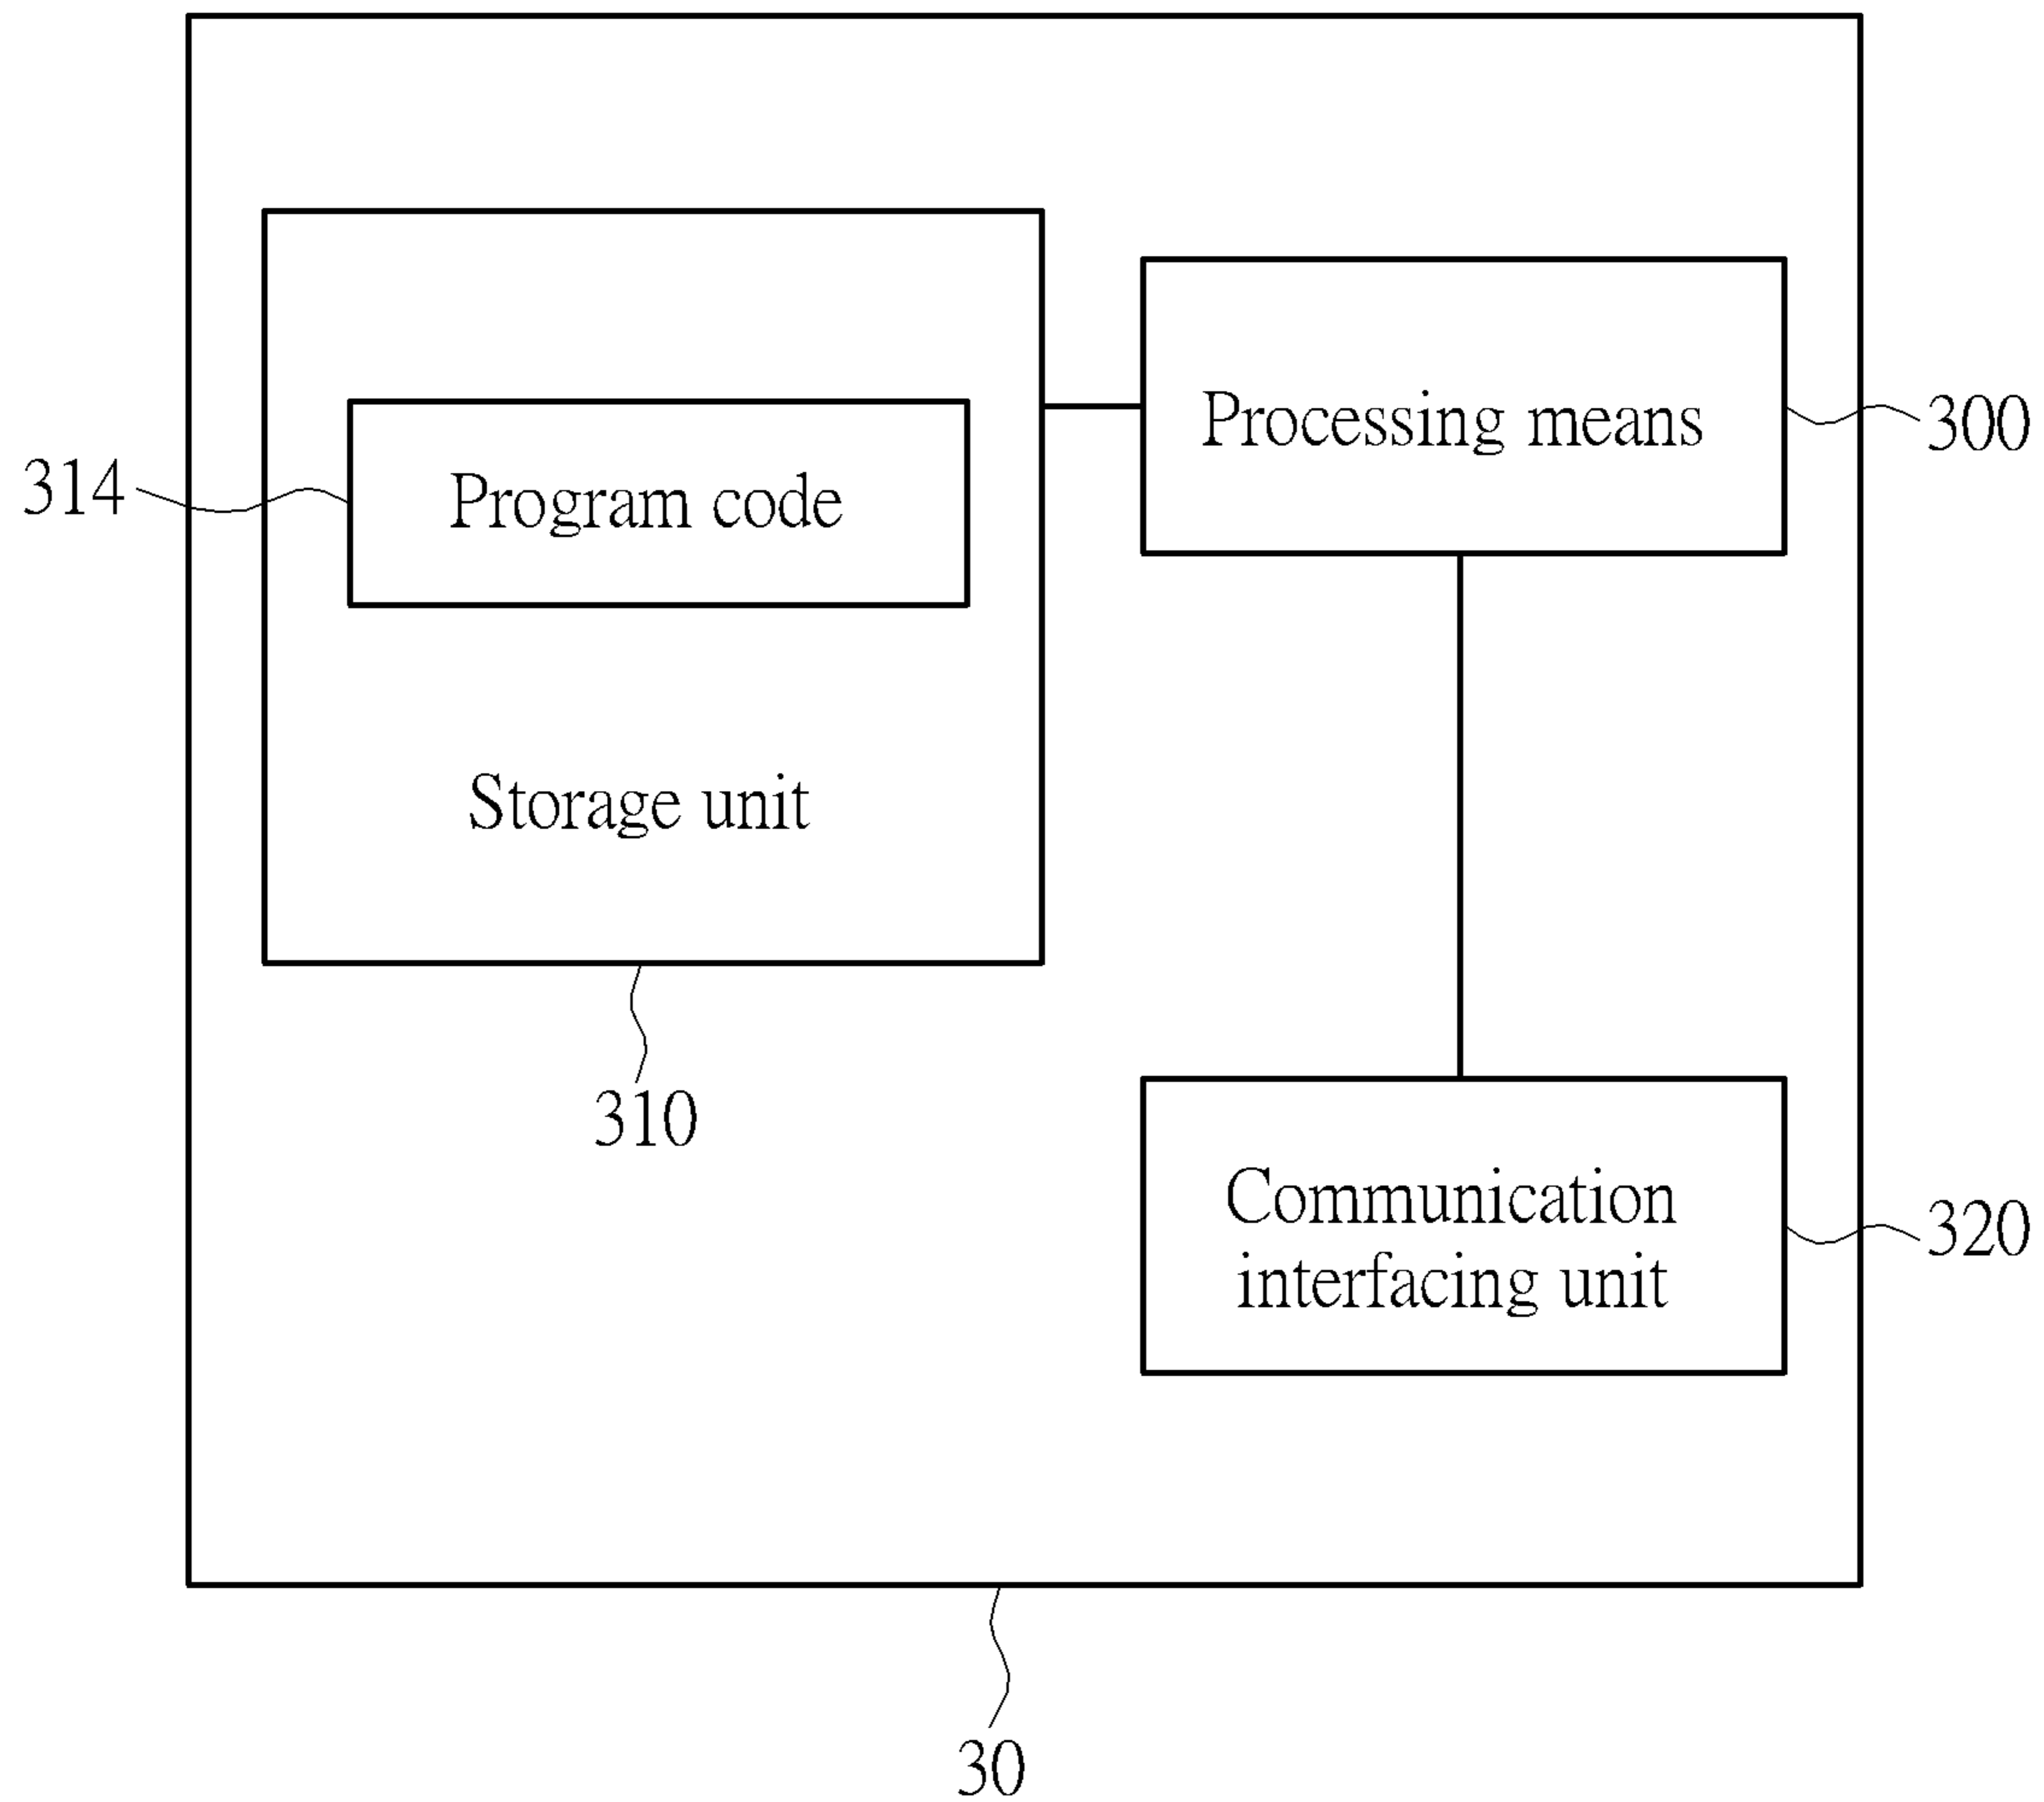 Processing means
300
314
Program code
Storage unit
310
Communication
interfacing unit
320
30